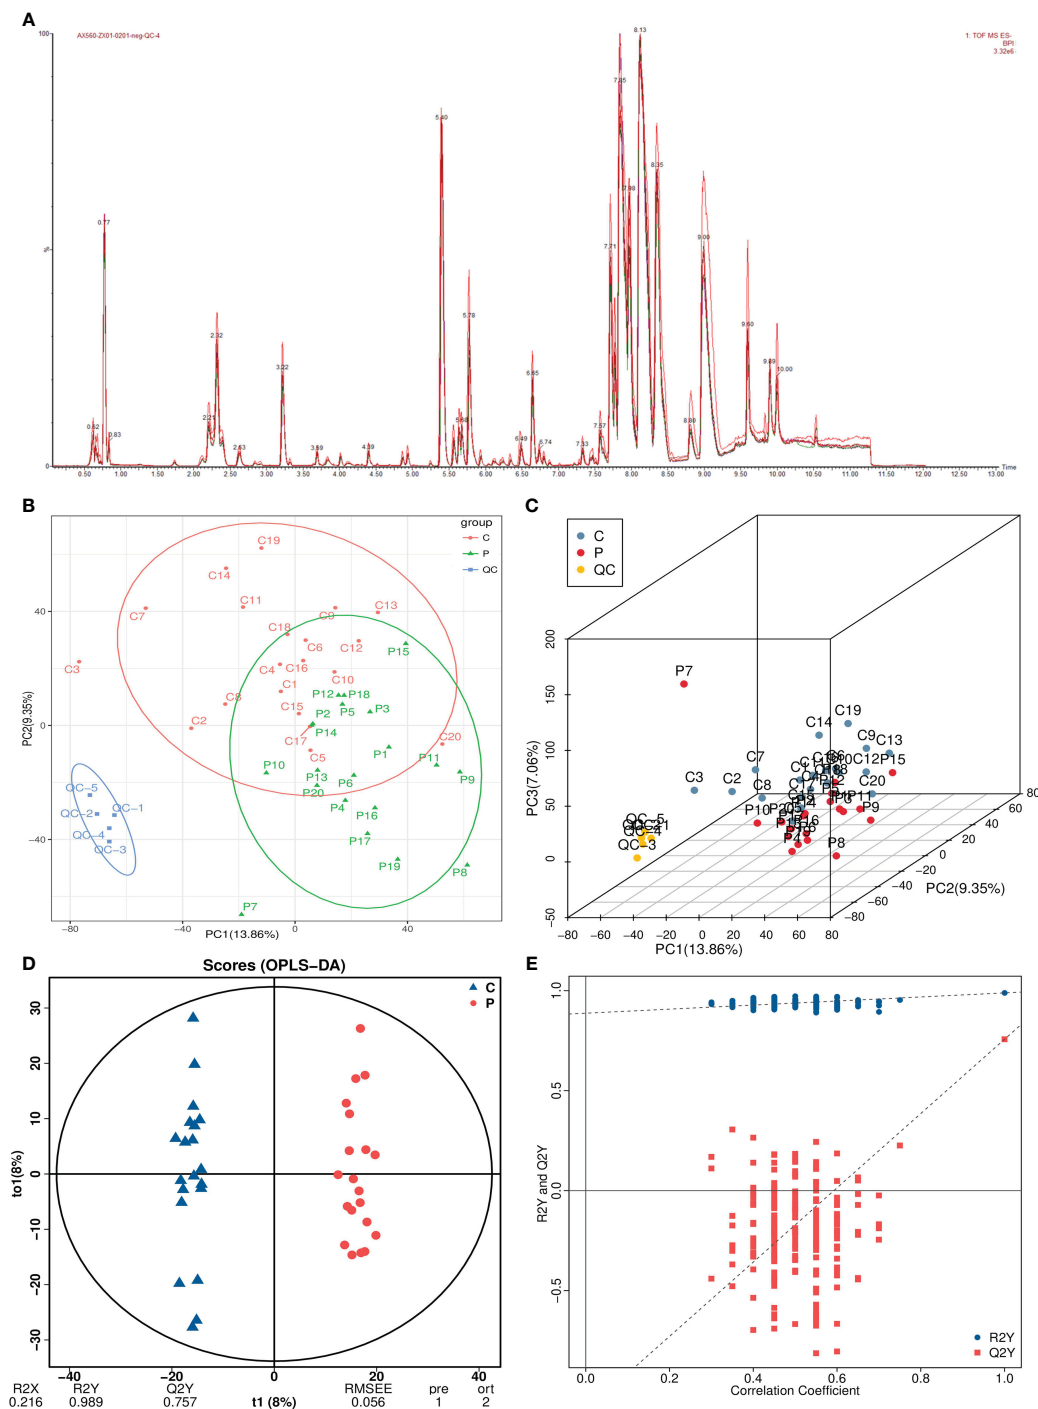 A
AX560-ZX01-0201-neg-QC-4
1: TOF MS ES-
BPI
3.32e6
100
%
0
0.62
0.77
0.83
2.21
2.32
2.63
3.22
3.69
4.39
5.40
5.68
5.78
6.49
6.65
6.74
7.33
7.57
7.71
7.85
7.98
8.13
8.35
8.80
9.00
9.60
9.89
10.00
0.50 1.00 1.50 2.00 2.50 3.00 3.50 4.00 4.50 5.00 5.50 6.00 6.50 7.00 7.50 8.00 8.50 9.00 9.50 10.00 10.50 11.00 11.50 12.00 12.50 13.00
Time
B
group
C
P
QC
C19
C14
C7
C11
C9
C13
C18
C6
C12
C3
C4
C16
C10
P15
C1
C8
C15
P12
P18
P5
P3
C2
P2
P14
C17
C5
P1
C20
P11
P10
P13
P20
P6
P9
P4
P16
P17
P19
P8
P7
QC-5
QC-2
QC-1
QC-4
QC-3
40
0
−40
−80 −40 0 40
PC1(13.86%)
PC2(9.35%)
C
C
P
QC
P7
C19
C14
C9
C13
C7
P15
C3
C2
C8
C12
C20
P10
P11
P9
P4
P8
QC-5
QC-4
QC-3
200
150
100
50
0
−50
PC3(7.06%)
−80 −60 −40 −20 0 20 40 60 80
PC1(13.86%)
−80
−60
−40
−20
0
20
40
60
80
PC2(9.35%)
D
Scores (OPLS−DA)
C
P
30
20
10
0
−10
−20
−30
to1(8%)
−40 −20 0 20 40
R2X R2Y Q2Y RMSEE pre ort
0.216 0.989 0.757 t1 (8%) 0.056 1 2
E
1.0
0.5
0.0
−0.5
R2Y and Q2Y
R2Y
Q2Y
0.0 0.2 0.4 0.6 0.8 1.0
Correlation Coefficient